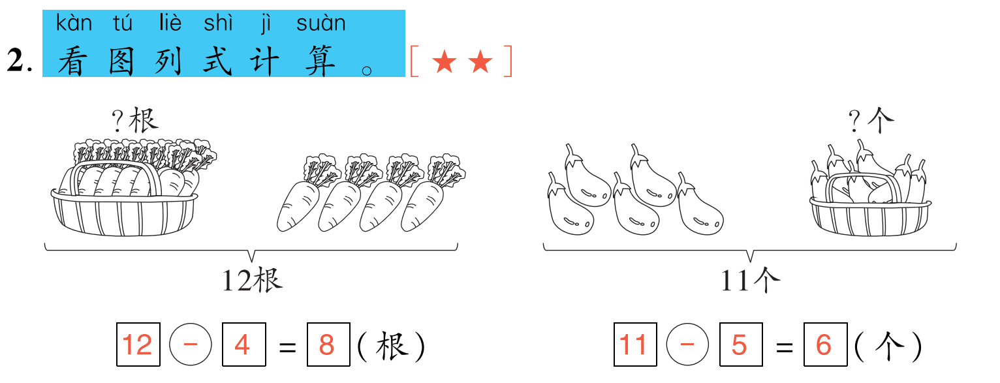 kàn tú liè shì jì suàn
2. 看图列式计算。[★★]
?根 ?个
12根 11个
12 - 4 = 8 (根) 11 - 5 = 6 (个)